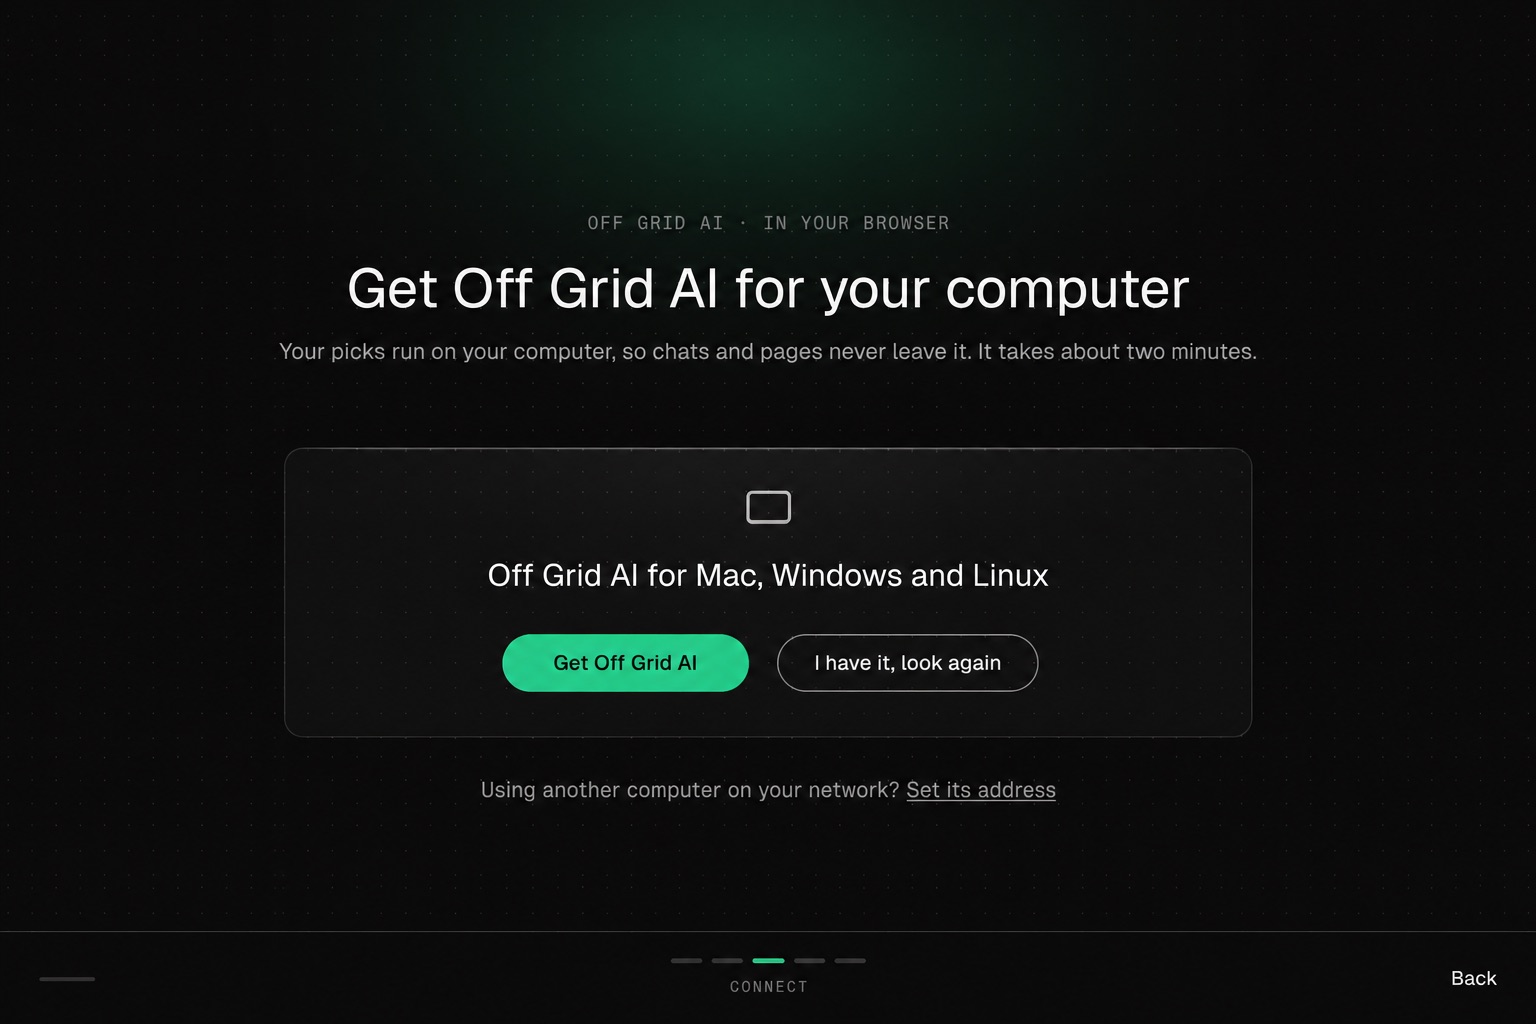 OFF GRID AI · IN YOUR BROWSER
Get Off Grid AI for your computer
Your picks run on your computer, so chats and pages never leave it. It takes about two minutes.
Off Grid AI for Mac, Windows and Linux
Get Off Grid AI
I have it, look again
Using another computer on your network? Set its address
CONNECT
Back